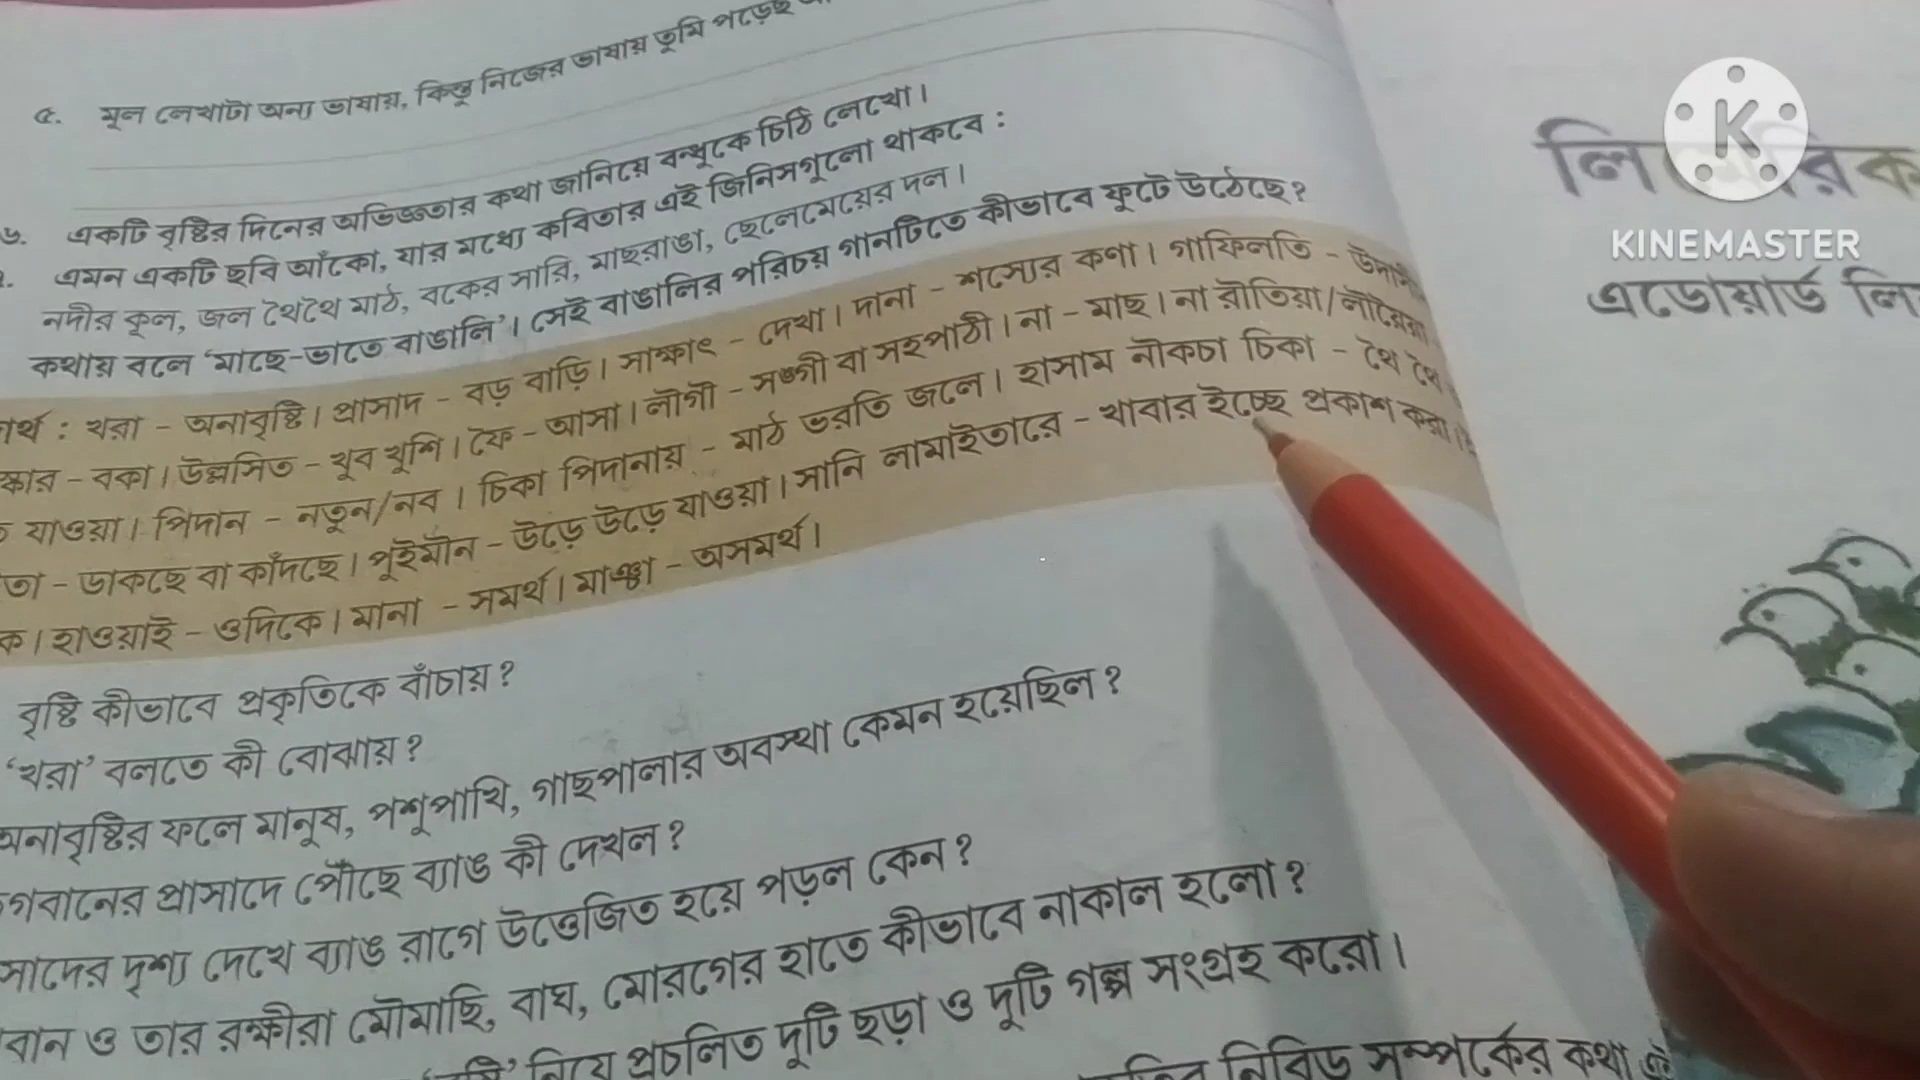 ৫. মূল লেখাটা অন্য ভাষায়, কিন্তু নিজের ভাষায় তুমি পড়েছ
৬. একটি বৃষ্টির দিনের অভিজ্ঞতার কথা জানিয়ে বন্ধুকে চিঠি লেখো।
এমন একটি ছবি আঁকো, যার মধ্যে কবিতার এই জিনিসগুলো থাকবে :
নদীর কূল, জল থৈথৈ মাঠ, বকের সারি, মাছরাঙা, ছেলেমেয়ের দল।
কথায় বলে ‘মাছে-ভাতে বাঙালি’। সেই বাঙালির পরিচয় গানটিতে কীভাবে ফুটে উঠেছে?
খরা - অনাবৃষ্টি। প্রাসাদ - বড় বাড়ি। সাক্ষাৎ - দেখা। দানা - শস্যের কণা। গাফিলতি -
- বকা। উল্লসিত - খুব খুশি। ফৈ - আসা। লৗগৗ - সঙ্গী বা সহপাঠী। না - মাছ। না রৗতিয়া/লৗরৈয়া
যাওয়া। পিদান - নতুন/নব। চিকা পিদানায় - মাঠ ভরতি জলে। হাসাম নৗকচা চিকা - থৈ থৈ
- ডাকছে বা কাঁদছে। পুইমৗন - উড়ে উড়ে যাওয়া। সানি লামাইতারে - খাবার ইচ্ছে প্রকাশ করা।
হাওয়াই - ওদিকে। মানা - সমর্থ। মাঞ্চা - অসমর্থ।
বৃষ্টি কীভাবে প্রকৃতিকে বাঁচায়?
‘খরা’ বলতে কী বোঝায়?
অনাবৃষ্টির ফলে মানুষ, পশুপাখি, গাছপালার অবস্থা কেমন হয়েছিল?
গবানের প্রাসাদে পৌঁছে ব্যাঙ কী দেখল?
সাদের দৃশ্য দেখে ব্যাঙ রাগে উত্তেজিত হয়ে পড়ল কেন?
বান ও তার রক্ষীরা মৌমাছি, বাঘ, মোরগের হাতে কীভাবে নাকাল হলো?
নিয়ে প্রচলিত দুটি ছড়া ও দুটি গল্প সংগ্রহ করো।
নিবিড় সম্পর্কের কথা
এডোয়ার্ড লি
KINEMASTER